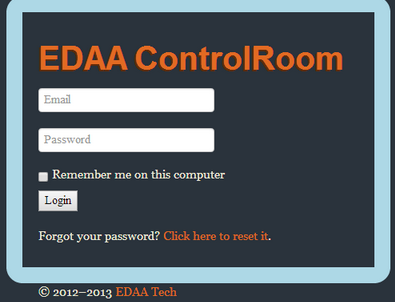 EDAA ControlRoom
Email
Password
Remember me on this computer
Login
Forgot your password? Click here to reset it.
© 2012–2013 EDAA Tech